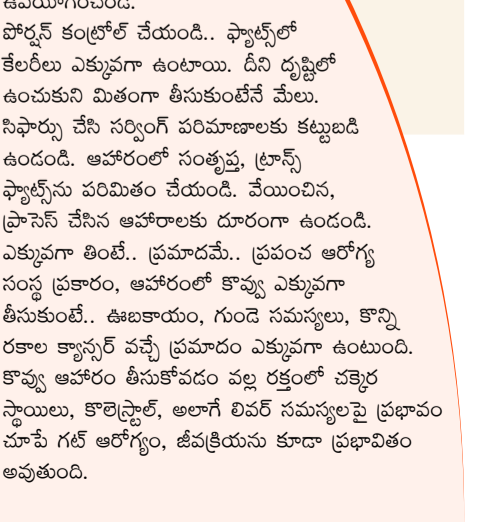 ఉపయోగించండి.
పోర్షన్ కంట్రోల్ చేయండి.. ఫ్యాట్స్‌లో
కేలరీలు ఎక్కువగా ఉంటాయి. దీని దృష్టిలో
ఉంచుకుని మితంగా తీసుకుంటేనే మేలు.
సిఫార్సు చేసి సర్వింగ్ పరిమాణాలకు కట్టుబడి
ఉండండి. ఆహారంలో సంతృప్త, ట్రాన్స్
ఫ్యాట్స్‌ను పరిమితం చేయండి. వేయించిన,
ప్రాసెస్ చేసిన ఆహారాలకు దూరంగా ఉండండి.
ఎక్కువగా తింటే.. ప్రమాదమే.. ప్రపంచ ఆరోగ్య
సంస్థ ప్రకారం, ఆహారంలో కొవ్వు ఎక్కువగా
తీసుకుంటే.. ఊబకాయం, గుండె సమస్యలు, కొన్ని
రకాల క్యాన్సర్ వచ్చే ప్రమాదం ఎక్కువగా ఉంటుంది.
కొవ్వు ఆహారం తీసుకోవడం వల్ల రక్తంలో చక్కెర
స్థాయిలు, కొలెస్ట్రాల్, అలాగే లివర్ సమస్యలపై ప్రభావం
చూపే గట్ ఆరోగ్యం, జీవక్రియను కూడా ప్రభావితం
అవుతుంది.